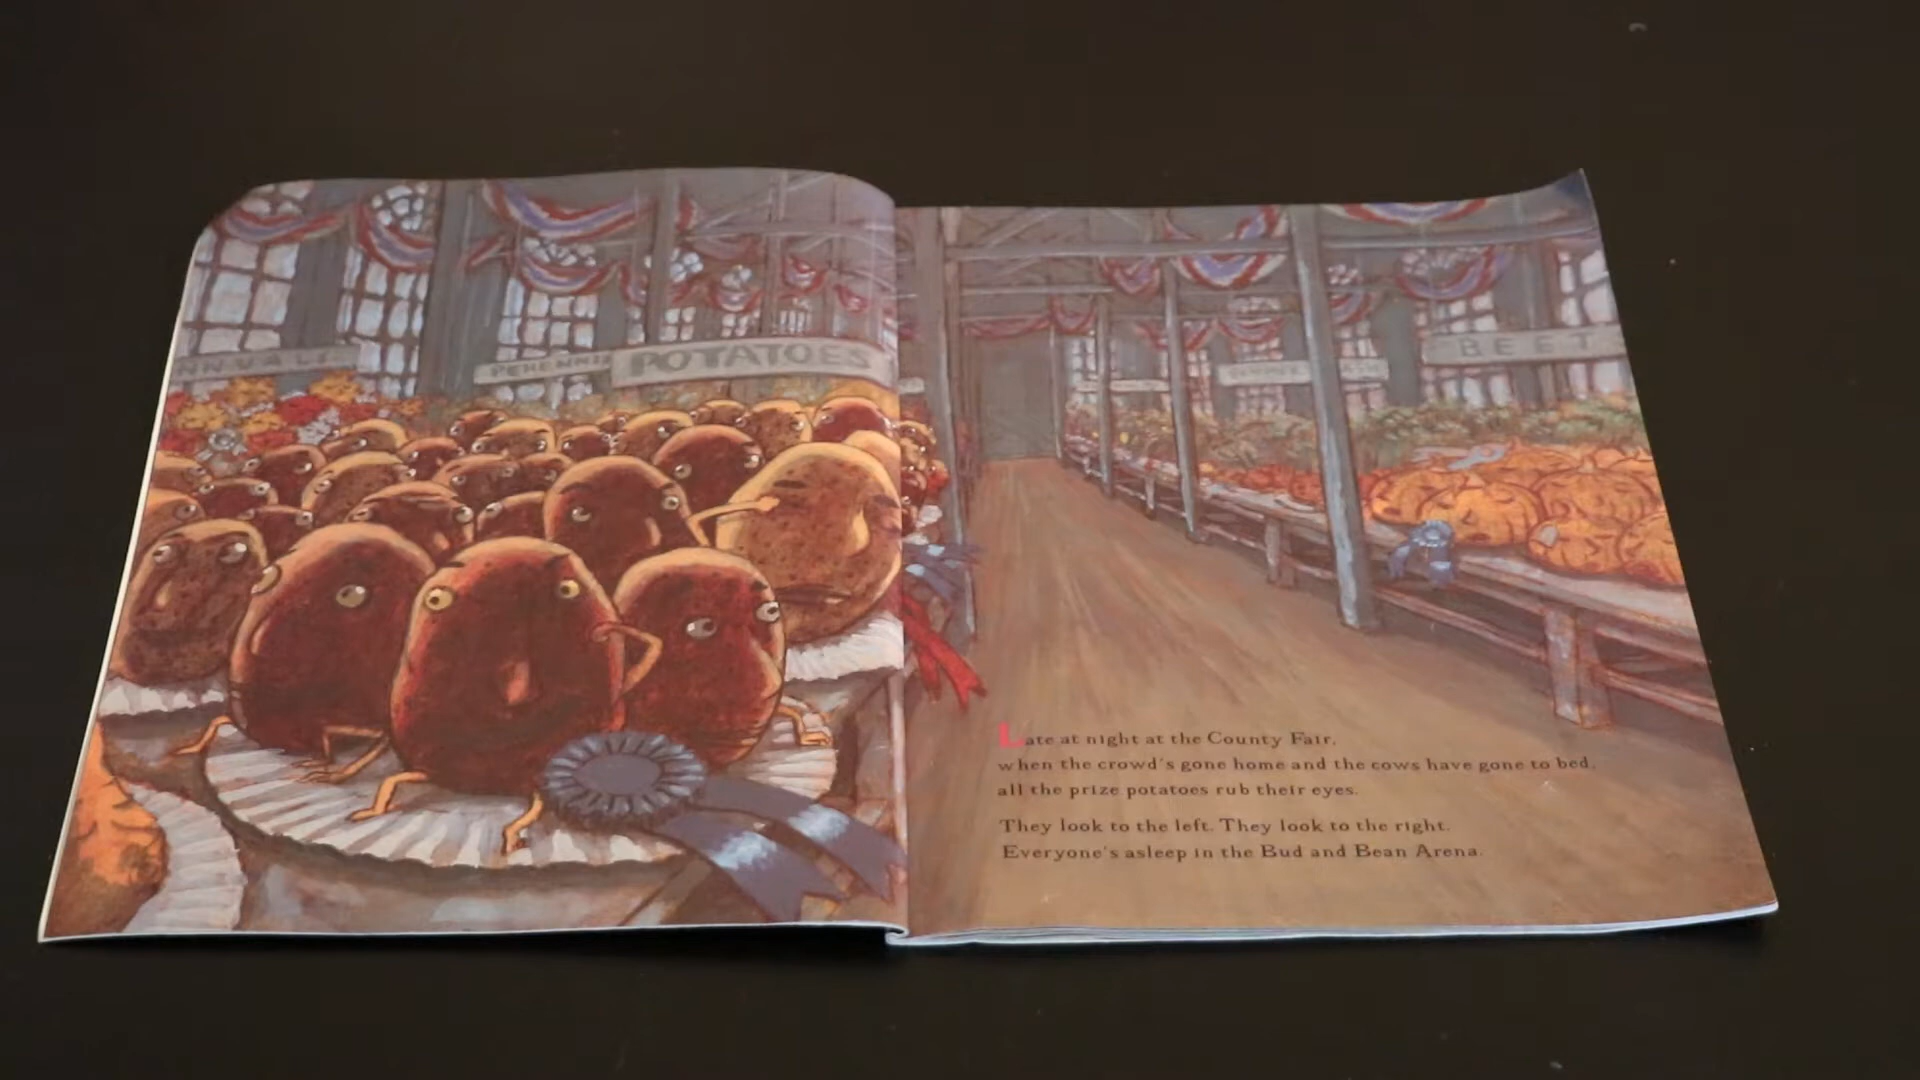 POTATOES
BEET
Late at night at the County Fair,
when the crowd's gone home and the cows have gone to bed,
all the prize potatoes rub their eyes.
They look to the left. They look to the right.
Everyone's asleep in the Bud and Bean Arena.